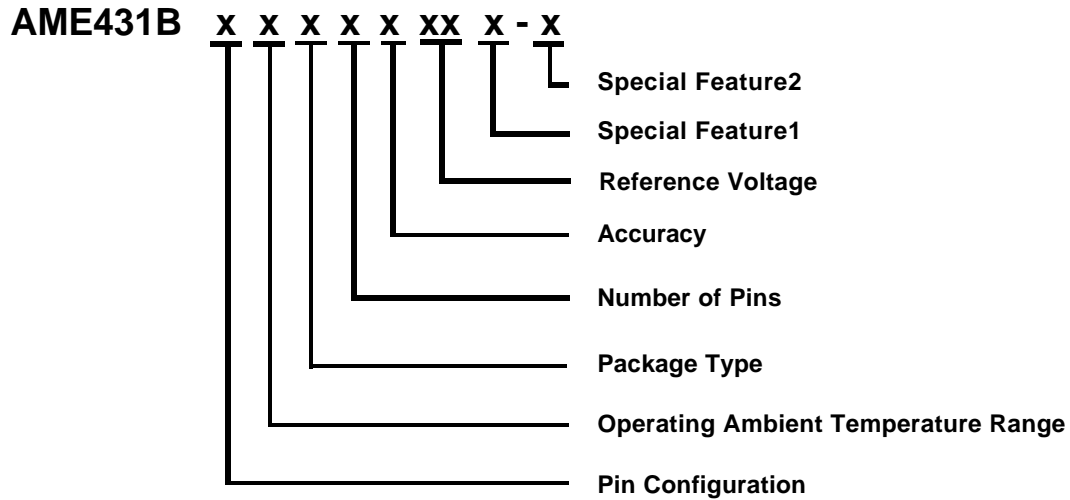 AME431B x x x x x xx x - x
Special Feature2
Special Feature1
Reference Voltage
Accuracy
Number of Pins
Package Type
Operating Ambient Temperature Range
Pin Configuration